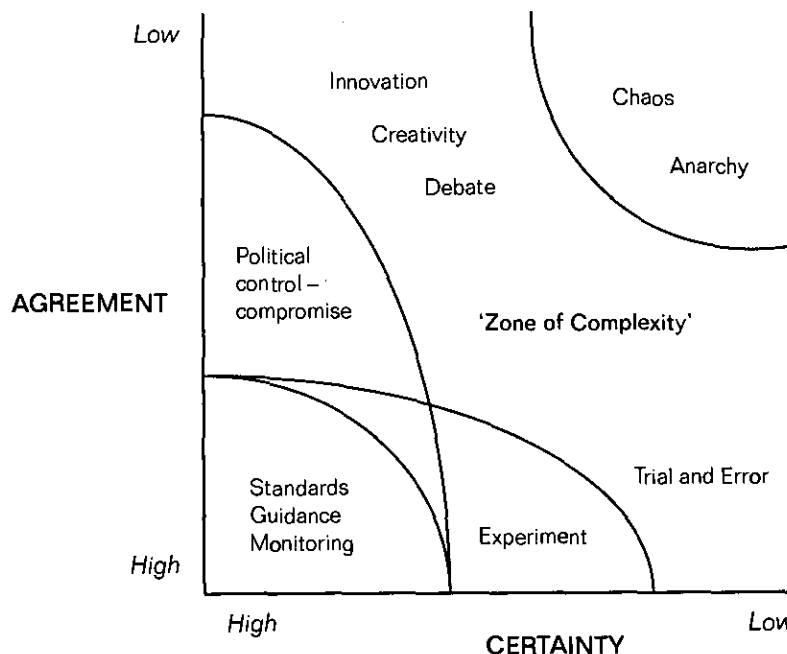 Low
Innovation
Chaos
Creativity
Anarchy
Debate
Political
control –
compromise
AGREEMENT
'Zone of Complexity'
Trial and Error
Standards
Guidance
Monitoring
Experiment
High
High
Low
CERTAINTY